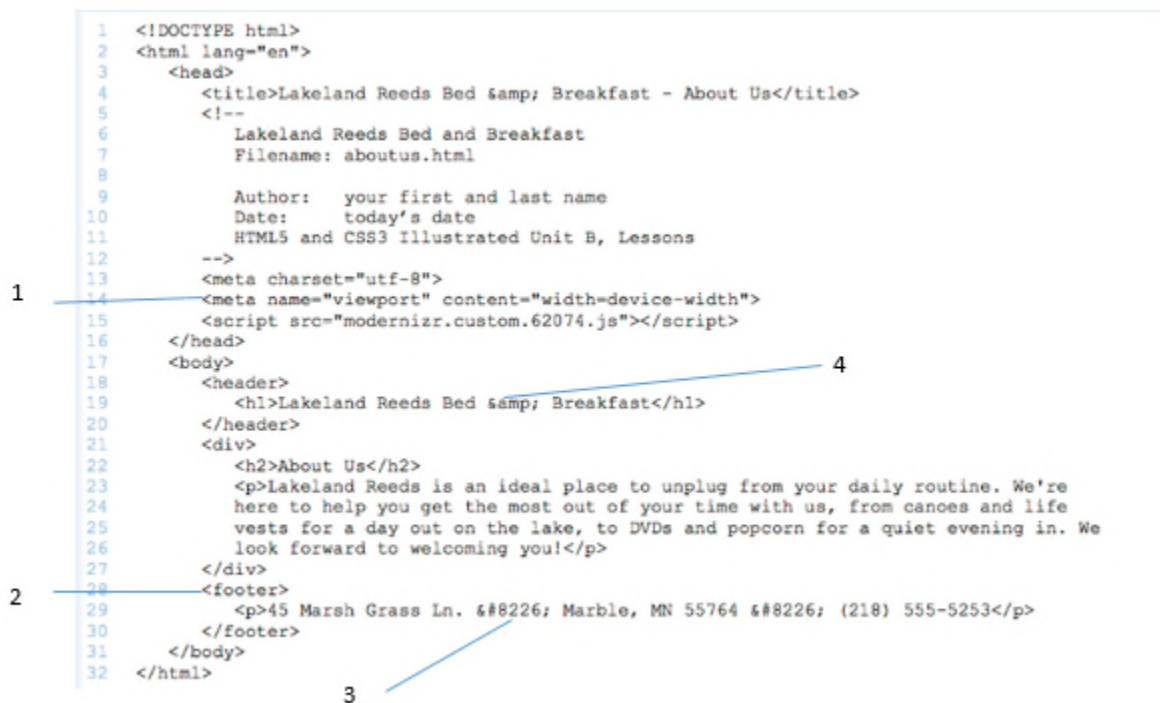 1 <!DOCTYPE html>
2 <html lang="en">
3 <head>
4 <title>Lakeland Reeds Bed &amp; Breakfast - About Us</title>
5 <!--
6 Lakeland Reeds Bed and Breakfast
7 Filename: aboutus.html
8
9 Author: your first and last name
10 Date: today's date
11 HTML5 and CSS3 Illustrated Unit B, Lessons
12 -->
13 <meta charset="utf-8">
1
14 <meta name="viewport" content="width=device-width">
15 <script src="modernizr.custom.62074.js"></script>
16 </head>
17 <body>
4
18 <header>
19 <h1>Lakeland Reeds Bed &amp; Breakfast</h1>
20 </header>
21 <div>
22 <h2>About Us</h2>
23 <p>Lakeland Reeds is an ideal place to unplug from your daily routine. We're
24 here to help you get the most out of your time with us, from canoes and life
25 vests for a day out on the lake, to DVDs and popcorn for a quiet evening in. We
26 look forward to welcoming you!</p>
27 </div>
2
28 <footer>
29 <p>45 Marsh Grass Ln. &#8226; Marble, MN 55764 &#8226; (218) 555-5253</p>
30 </footer>
31 </body>
32 </html>
3